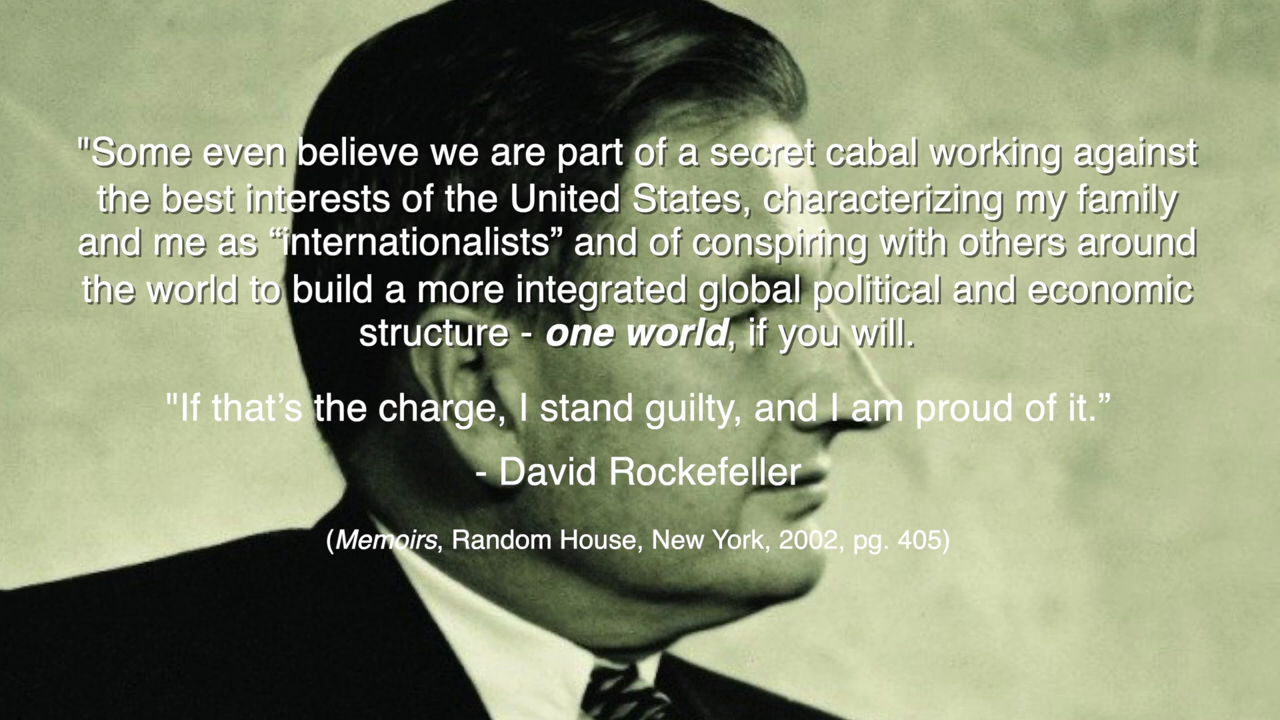 "Some even believe we are part of a secret cabal working against
the best interests of the United States, characterizing my family
and me as “internationalists” and of conspiring with others around
the world to build a more integrated global political and economic
structure - one world, if you will.
"If that’s the charge, I stand guilty, and I am proud of it.”
- David Rockefeller
(Memoirs, Random House, New York, 2002, pg. 405)